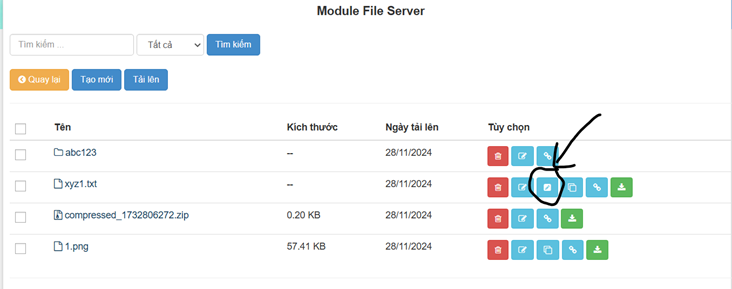 Module File Server
Tìm kiếm ... Tất cả Tìm kiếm
Quay lại Tạo mới Tải lên
Tên Kích thước Ngày tải lên Tùy chọn
abc123 -- 28/11/2024
xyz1.txt -- 28/11/2024
compressed_1732806272.zip 0.20 KB 28/11/2024
1.png 57.41 KB 28/11/2024